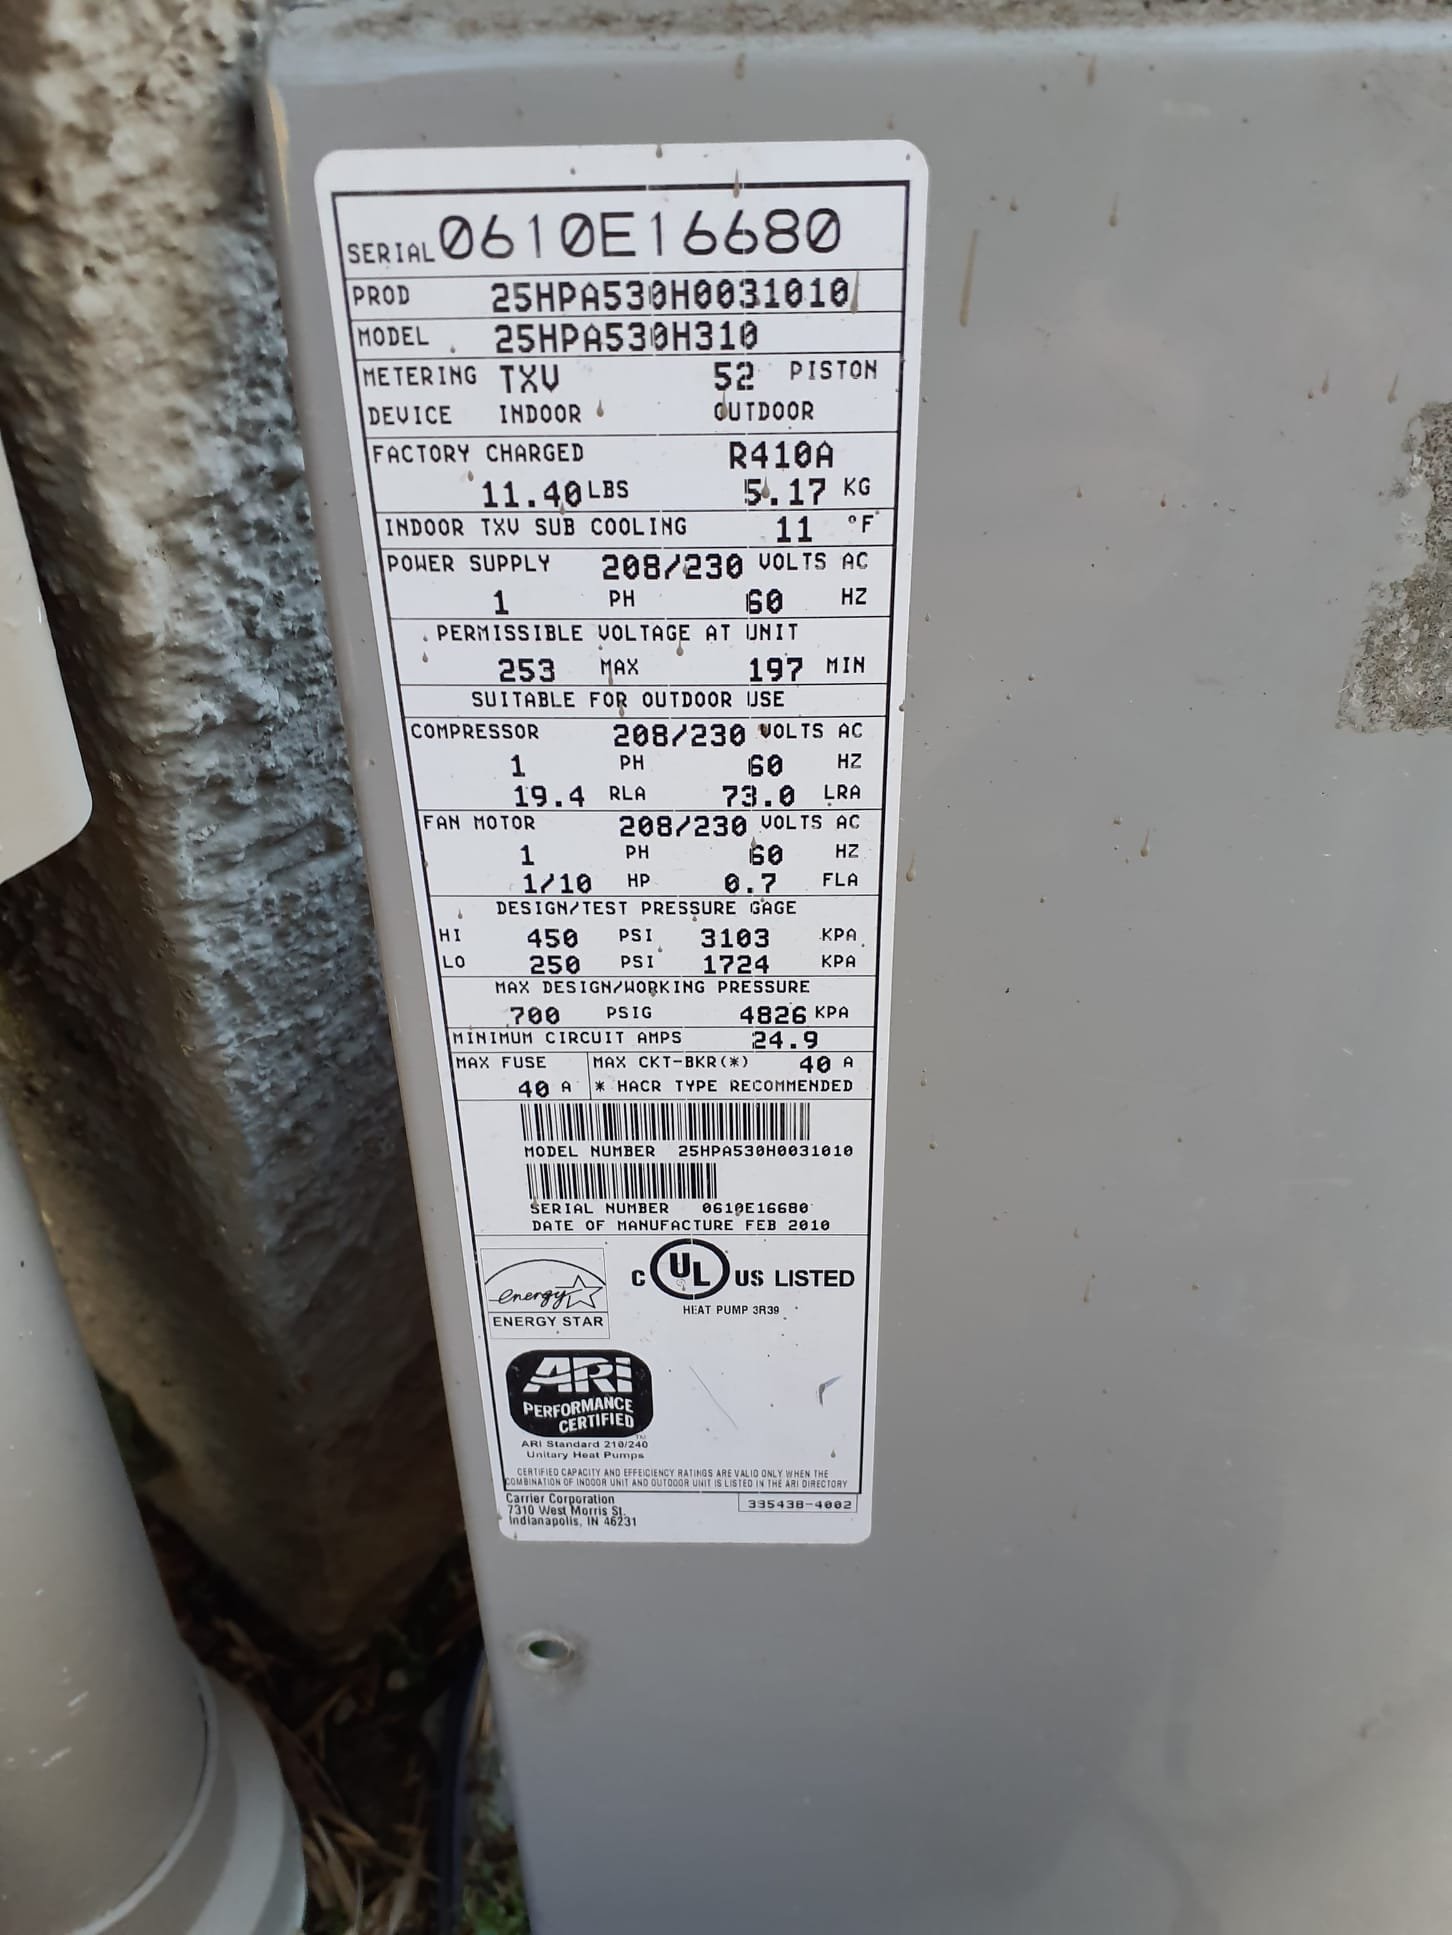 SERIAL 0610E16680
PROD 25HPA530H0031010
MODEL 25HPA530H310
METERING TXV 52 PISTON
DEVICE INDOOR OUTDOOR
FACTORY CHARGED R410A
11.40 LBS 5.17 KG
INDOOR TXV SUB COOLING 11 °F
POWER SUPPLY 208/230 VOLTS AC
1 PH 60 HZ
PERMISSIBLE VOLTAGE AT UNIT
253 MAX 197 MIN
SUITABLE FOR OUTDOOR USE
COMPRESSOR 208/230 VOLTS AC
1 PH 60 HZ
19.4 RLA 73.0 LRA
FAN MOTOR 208/230 VOLTS AC
1 PH 60 HZ
1/10 HP 0.7 FLA
DESIGN/TEST PRESSURE GAGE
HI 450 PSI 3103 KPA
LO 250 PSI 1724 KPA
MAX DESIGN/WORKING PRESSURE
700 PSIG 4826 KPA
MINIMUM CIRCUIT AMPS 24.9
MAX FUSE MAX CKT-BKR(*) 40 A
40 A * HACR TYPE RECOMMENDED
MODEL NUMBER 25HPA530H0031010
SERIAL NUMBER 0610E16680
DATE OF MANUFACTURE FEB 2010
energy
ENERGY STAR
C UL US LISTED
HEAT PUMP 3R39
ARI
PERFORMANCE
CERTIFIED
TM
ARI Standard 210/240
Unitary Heat Pumps
CERTIFIED CAPACITY AND EFFEICIENCY RATINGS ARE VALID ONLY WHEN THE
COMBINATION OF INDOOR UNIT AND OUTDOOR UNIT IS LISTED IN THE ARI DIRECTORY
Carrier Corporation
7310 West Morris St.
Indianapolis, IN 46231
335438-4002